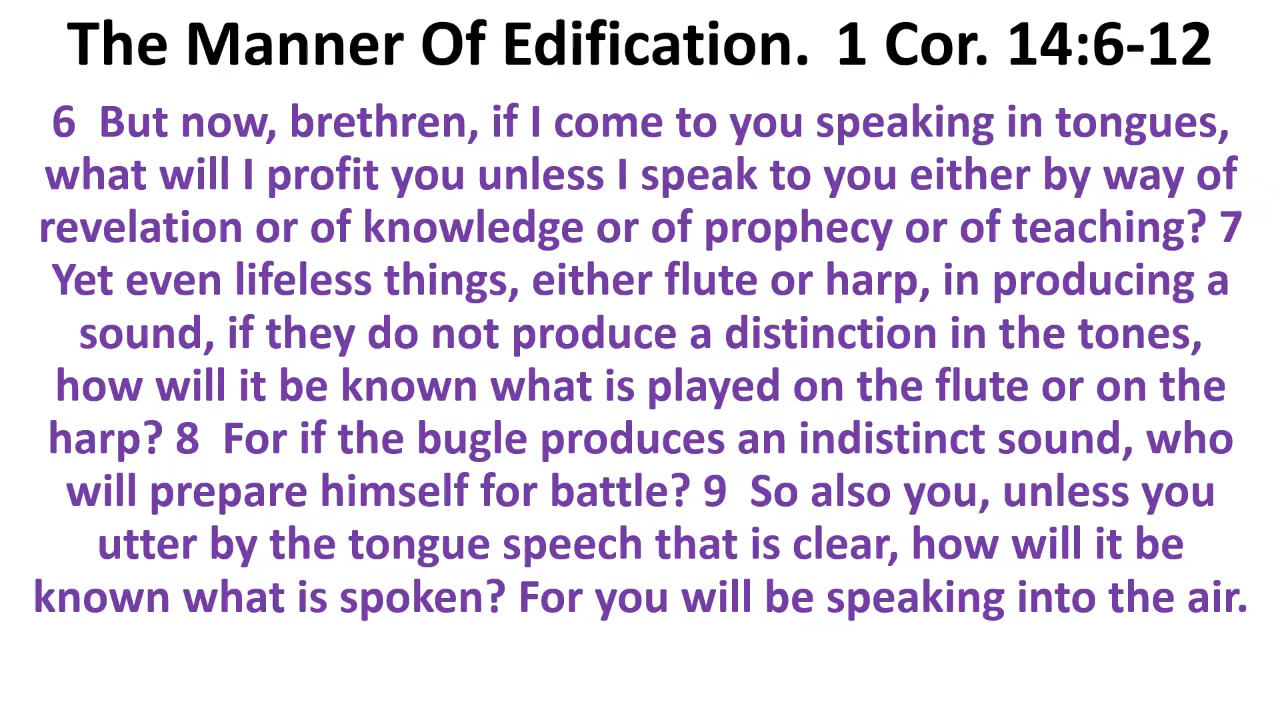 The Manner Of Edification.  1 Cor. 14:6-12
6  But now, brethren, if I come to you speaking in tongues,
what will I profit you unless I speak to you either by way of
revelation or of knowledge or of prophecy or of teaching? 7
Yet even lifeless things, either flute or harp, in producing a
sound, if they do not produce a distinction in the tones,
how will it be known what is played on the flute or on the
harp? 8  For if the bugle produces an indistinct sound, who
will prepare himself for battle? 9  So also you, unless you
utter by the tongue speech that is clear, how will it be
known what is spoken? For you will be speaking into the air.